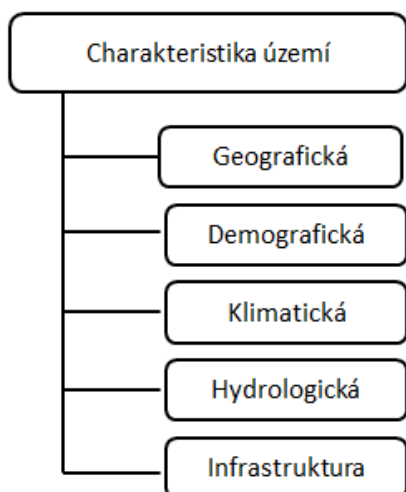 Charakteristika území
Geografická
Demografická
Klimatická
Hydrologická
Infrastruktura